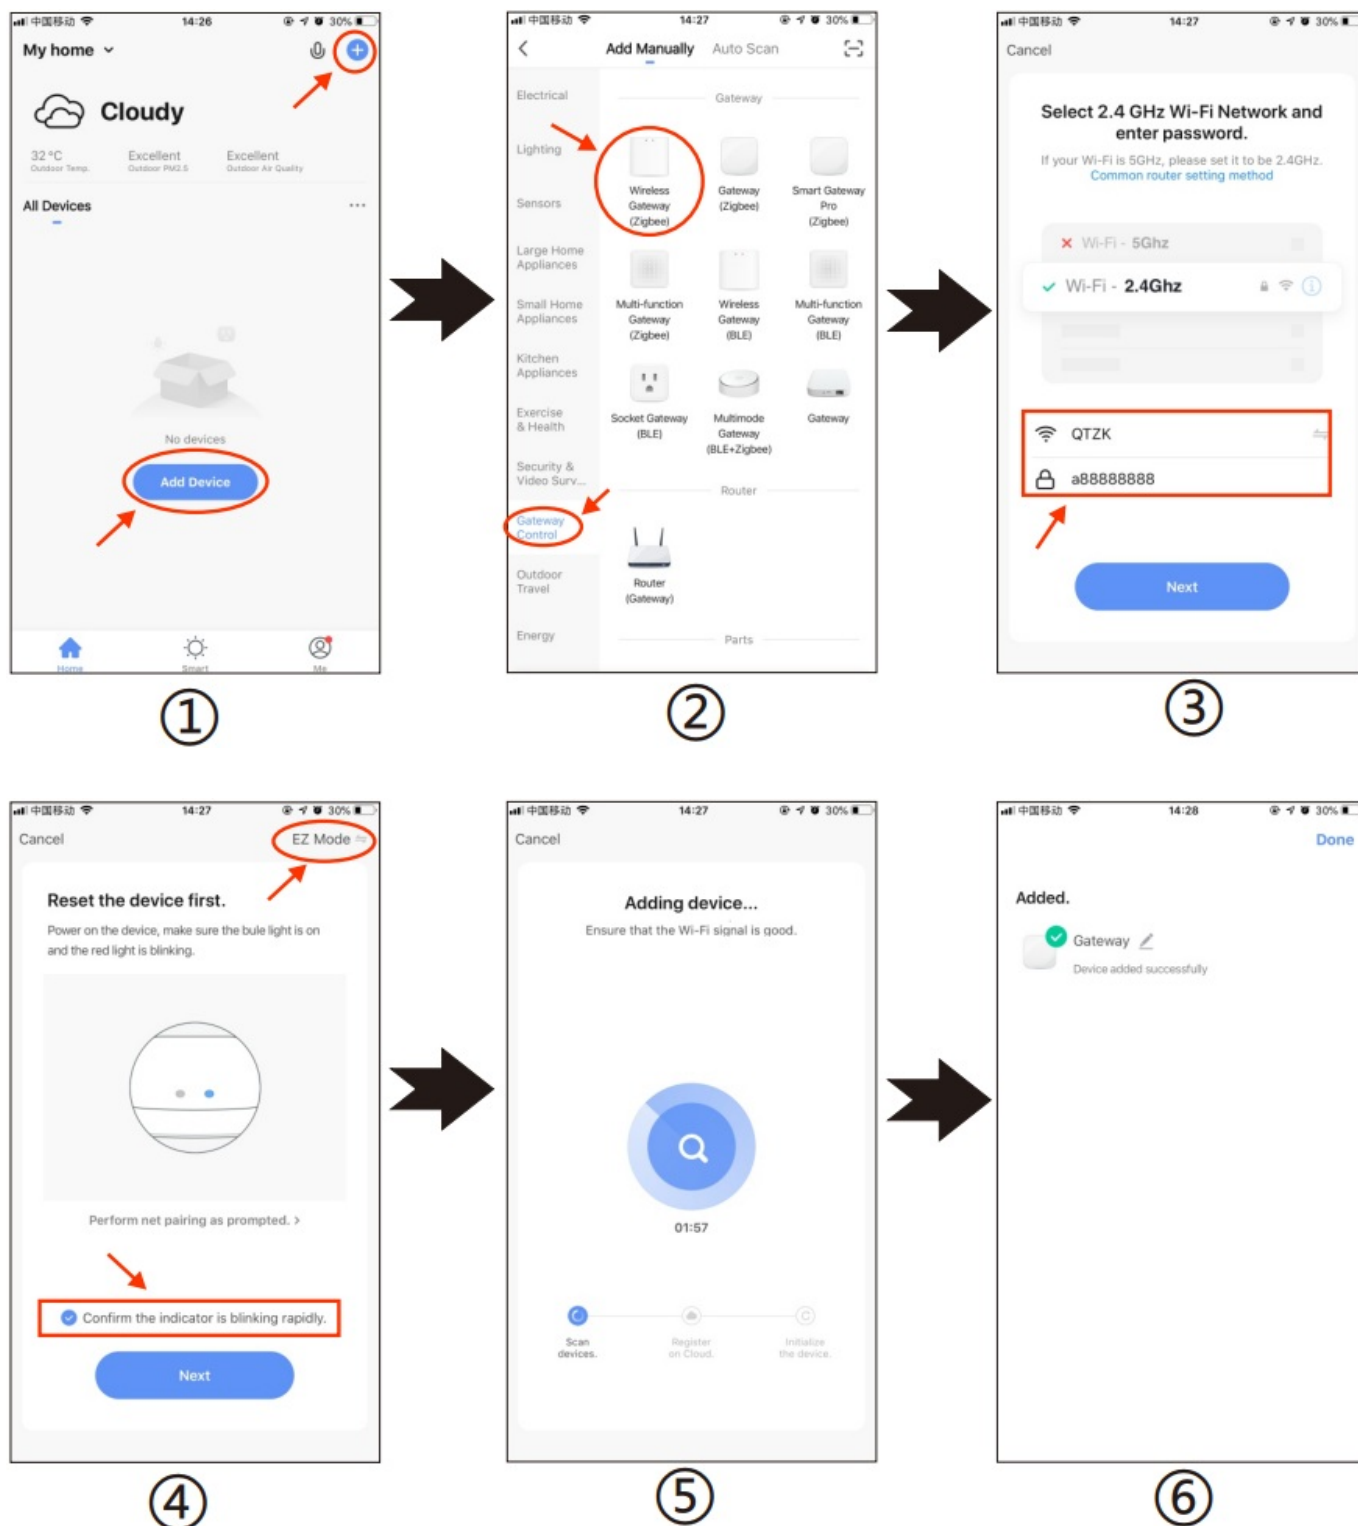 中国移动 14:26 30%
My home
Cloudy
32 °C Excellent Excellent
Outdoor Temp. Outdoor PM2.5 Outdoor Air Quality
All Devices ...
No devices
Add Device
Home Smart Me
①
中国移动 14:27 30%
Add Manually Auto Scan
Electrical
Lighting
Sensors
Large Home
Appliances
Small Home
Appliances
Kitchen
Appliances
Exercise
& Health
Security &
Video Surv...
Gateway
Control
Outdoor
Travel
Energy
Gateway
Wireless
Gateway
(Zigbee)
Gateway
(Zigbee)
Smart Gateway
Pro
(Zigbee)
Multi-function
Gateway
(Zigbee)
Wireless
Gateway
(BLE)
Multi-function
Gateway
(BLE)
Socket Gateway
(BLE)
Multimode
Gateway
(BLE+Zigbee)
Gateway
Router
Router
(Gateway)
Parts
②
中国移动 14:27 30%
Cancel
Select 2.4 GHz Wi-Fi Network and
enter password.
If your Wi-Fi is 5GHz, please set it to be 2.4GHz.
Common router setting method
Wi-Fi - 5Ghz
Wi-Fi - 2.4Ghz
QTZK
a88888888
Next
③
中国移动 14:27 30%
Cancel EZ Mode
Reset the device first.
Power on the device, make sure the bule light is on
and the red light is blinking.
Perform net pairing as prompted. >
Confirm the indicator is blinking rapidly.
Next
④
中国移动 14:27 30%
Cancel
Adding device...
Ensure that the Wi-Fi signal is good.
01:57
Scan
devices.
Register
on Cloud.
Initialize
the device.
⑤
中国移动 14:28 30%
Done
Added.
Gateway
Device added successfully
⑥